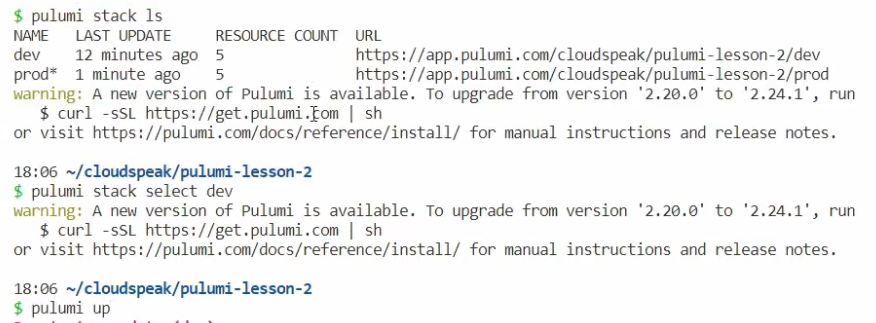 $ pulumi stack ls
NAME   LAST UPDATE     RESOURCE COUNT  URL
dev    12 minutes ago  5               https://app.pulumi.com/cloudspeak/pulumi-lesson-2/dev
prod*  1 minute ago    5               https://app.pulumi.com/cloudspeak/pulumi-lesson-2/prod
warning: A new version of Pulumi is available. To upgrade from version '2.20.0' to '2.24.1', run
   $ curl -sSL https://get.pulumi.com | sh
or visit https://pulumi.com/docs/reference/install/ for manual instructions and release notes.
18:06 ~/cloudspeak/pulumi-lesson-2
$ pulumi stack select dev
warning: A new version of Pulumi is available. To upgrade from version '2.20.0' to '2.24.1', run
   $ curl -sSL https://get.pulumi.com | sh
or visit https://pulumi.com/docs/reference/install/ for manual instructions and release notes.
18:06 ~/cloudspeak/pulumi-lesson-2
$ pulumi up